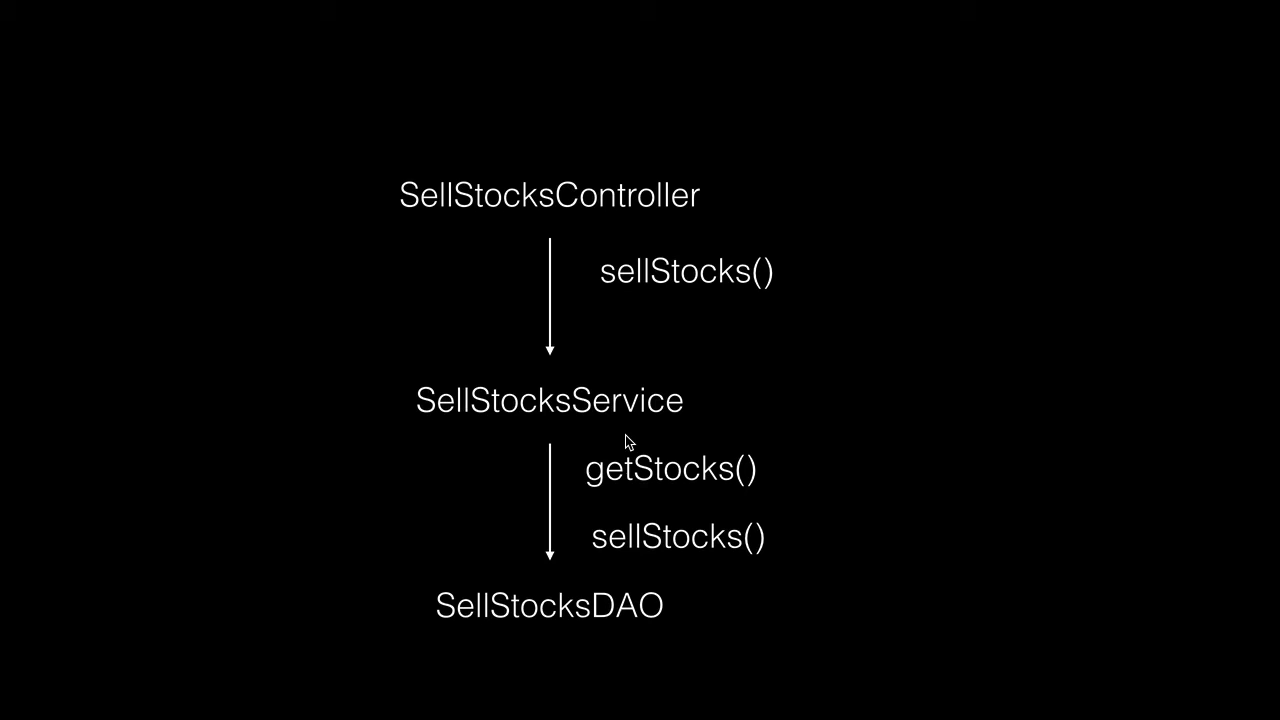 SellStocksController
sellStocks()
SellStocksService
getStocks()
sellStocks()
SellStocksDAO